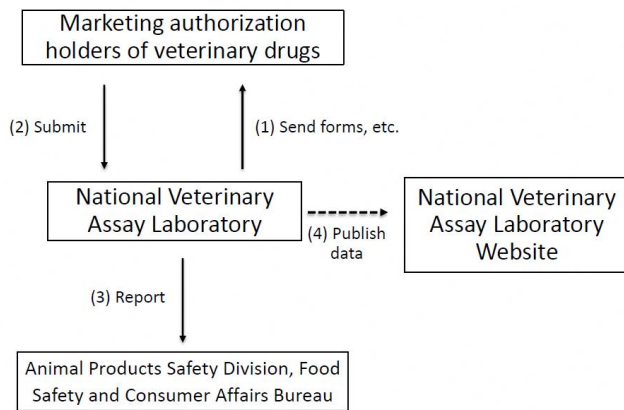 Marketing authorization
holders of veterinary drugs
(2) Submit
(1) Send forms, etc.
National Veterinary
Assay Laboratory
(4) Publish
data
National Veterinary
Assay Laboratory
Website
(3) Report
Animal Products Safety Division, Food
Safety and Consumer Affairs Bureau